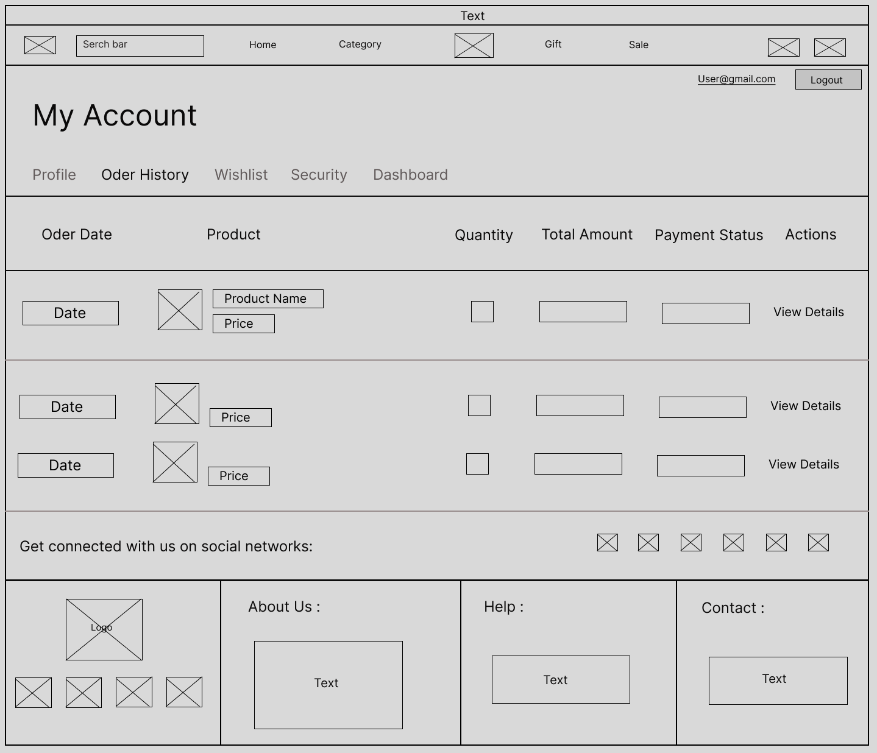 Text
Serch bar
Home
Category
Gift
Sale
User@gmail.com
Logout
My Account
Profile
Oder History
Wishlist
Security
Dashboard
Oder Date
Product
Quantity
Total Amount
Payment Status
Actions
Date
Product Name
Price
View Details
Date
Price
View Details
Date
Price
View Details
Get connected with us on social networks:
Logo
About Us :
Text
Help :
Text
Contact :
Text